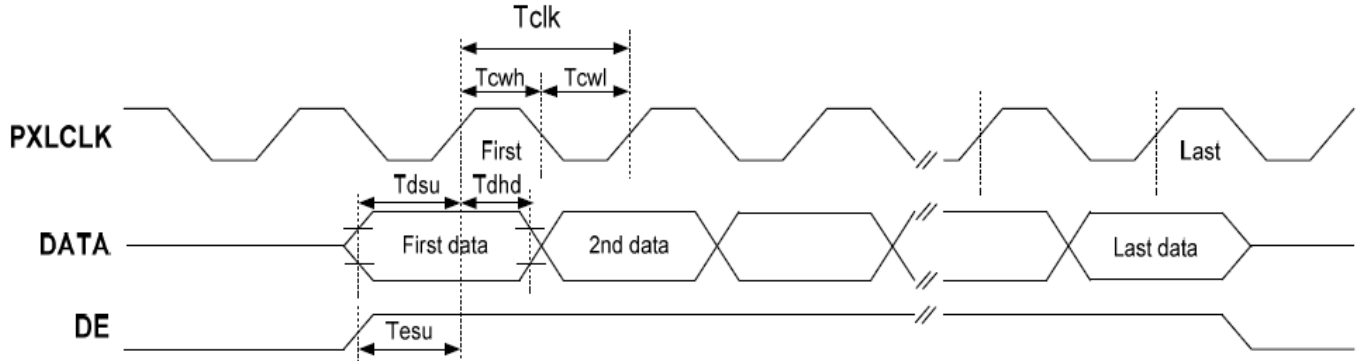 Tclk
Tcwh Tcwl
PXLCLK First Last
Tdsu Tdhd
DATA First data 2nd data Last data
DE Tesu